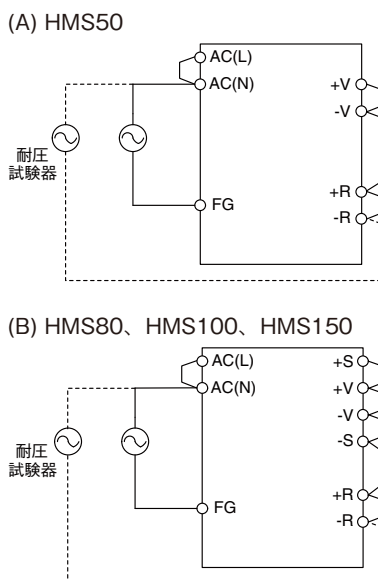 (A) HMS50
AC(L)
AC(N)
+V
-V
耐圧
試験器
+R
FG
-R
(B) HMS80、HMS100、HMS150
AC(L)
+S
AC(N)
+V
-V
耐圧
試験器
-S
+R
FG
-R